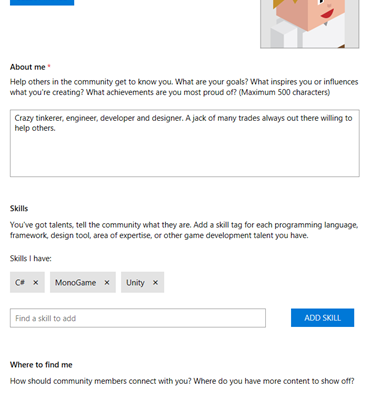 About me *
Help others in the community get to know you. What are your goals? What inspires you or influences
what you're creating? What achievements are you most proud of? (Maximum 500 characters)
Crazy tinkerer, engineer, developer and designer. A jack of many trades always out there willing to
help others.
Skills
You've got talents, tell the community what they are. Add a skill tag for each programming language,
framework, design tool, area of expertise, or other game development talent you have.
Skills I have:
C# ✕ MonoGame ✕ Unity ✕
Find a skill to add ADD SKILL
Where to find me
How should community members connect with you? Where do you have more content to show off?